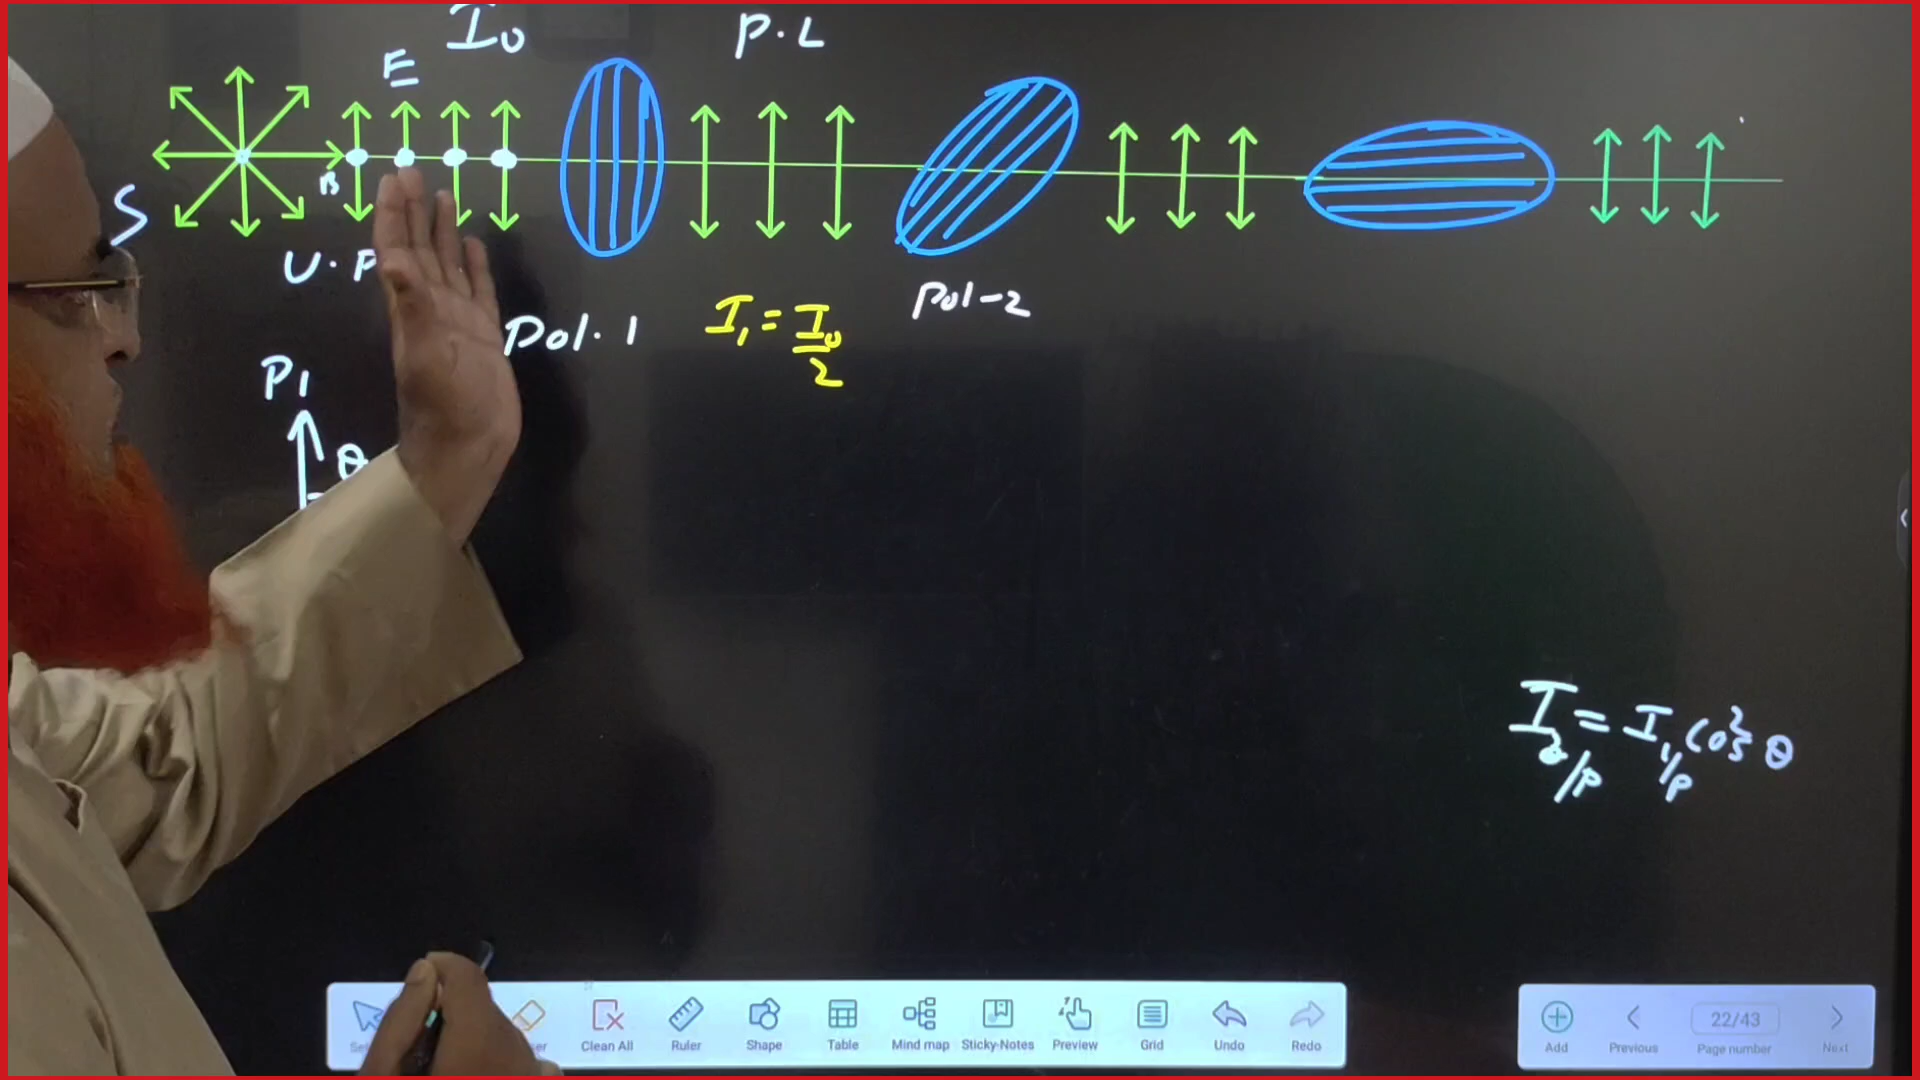 I₀
P.L
E
B
S
U.P
Pol.1
I₁ = I₀/2
Pol-2
P1
θ
I₂/P = I₁/P Cos²θ
Clean All
Ruler
Shape
Table
Mind map
Sticky-Notes
Preview
Grid
Undo
Redo
Add
Previous
22/43
Page number
Next